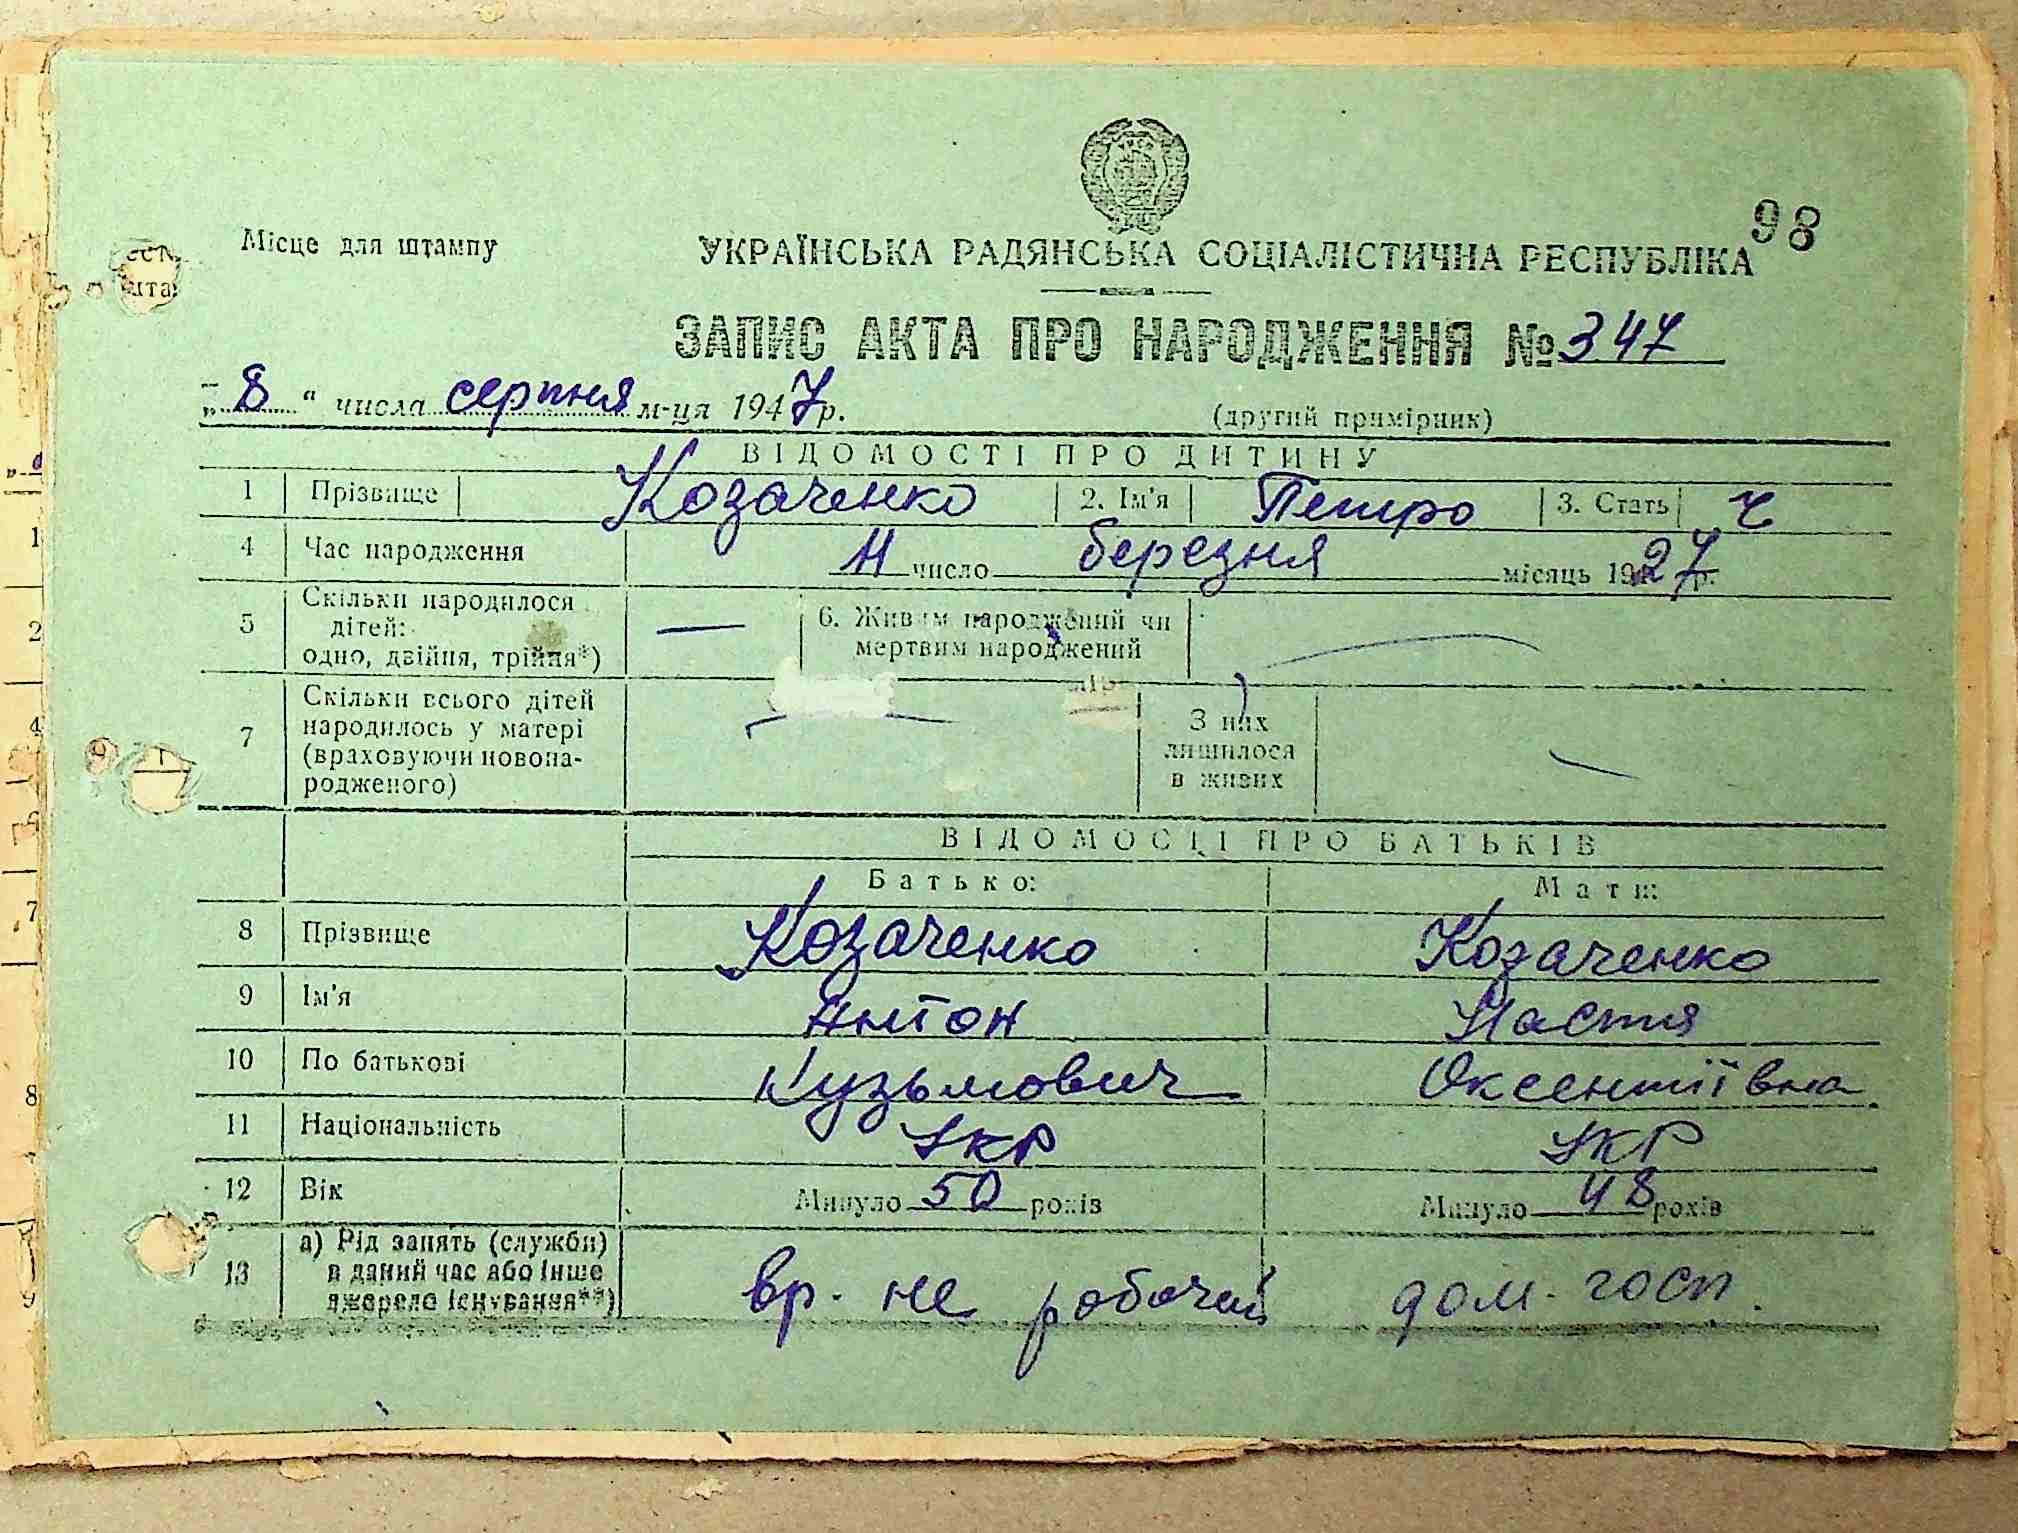 98
Місце для штампу
УКРАЇНСЬКА РАДЯНСЬКА СОЦІАЛІСТИЧНА РЕСПУБЛІКА
ЗАПИС АКТА ПРО НАРОДЖЕННЯ № 347
„8“ числа серпня м-ця 1947р.
(другий примірник)
ВІДОМОСТІ ПРО ДИТИНУ
1 Прізвище Козаченко 2. Ім'я Петро 3. Стать ч
4 Час народження 11 число березня місяць 1927р.
5 Скільки народилося дітей: одно, двійня, трійня*) — 6. Живим народжений чи мертвим народжений —
7 Скільки всього дітей народилось у матері (враховуючи новонародженого) — З них лишилося в живих —
ВІДОМОСТІ ПРО БАТЬКІВ
Батько: Мати:
8 Прізвище Козаченко Козаченко
9 Ім'я Антон Настя
10 По батькові Кузьмович Оксентіївна
11 Національність Укр Укр
12 Вік Минуло 50 років Минуло 48 років
13 а) Рід занять (служби) в даний час або інше джерело існування**) вр. не робочий дом. госп.